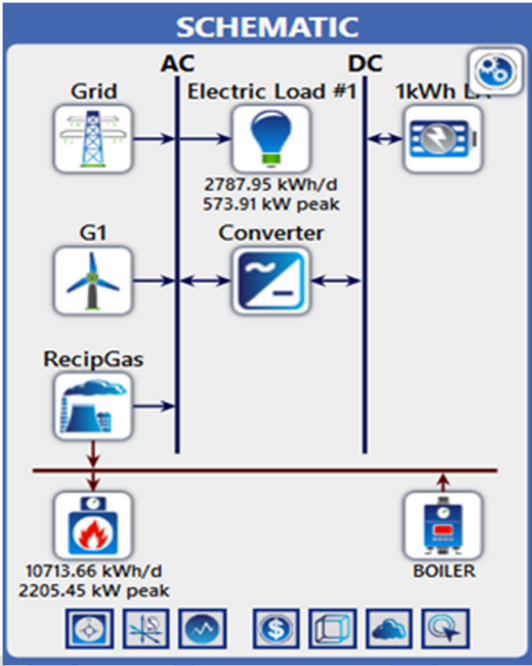 SCHEMATIC
AC DC
Grid Electric Load #1 1kWh
2787.95 kWh/d
573.91 kW peak
G1 Converter
RecipGas
10713.66 kWh/d
2205.45 kW peak
BOILER